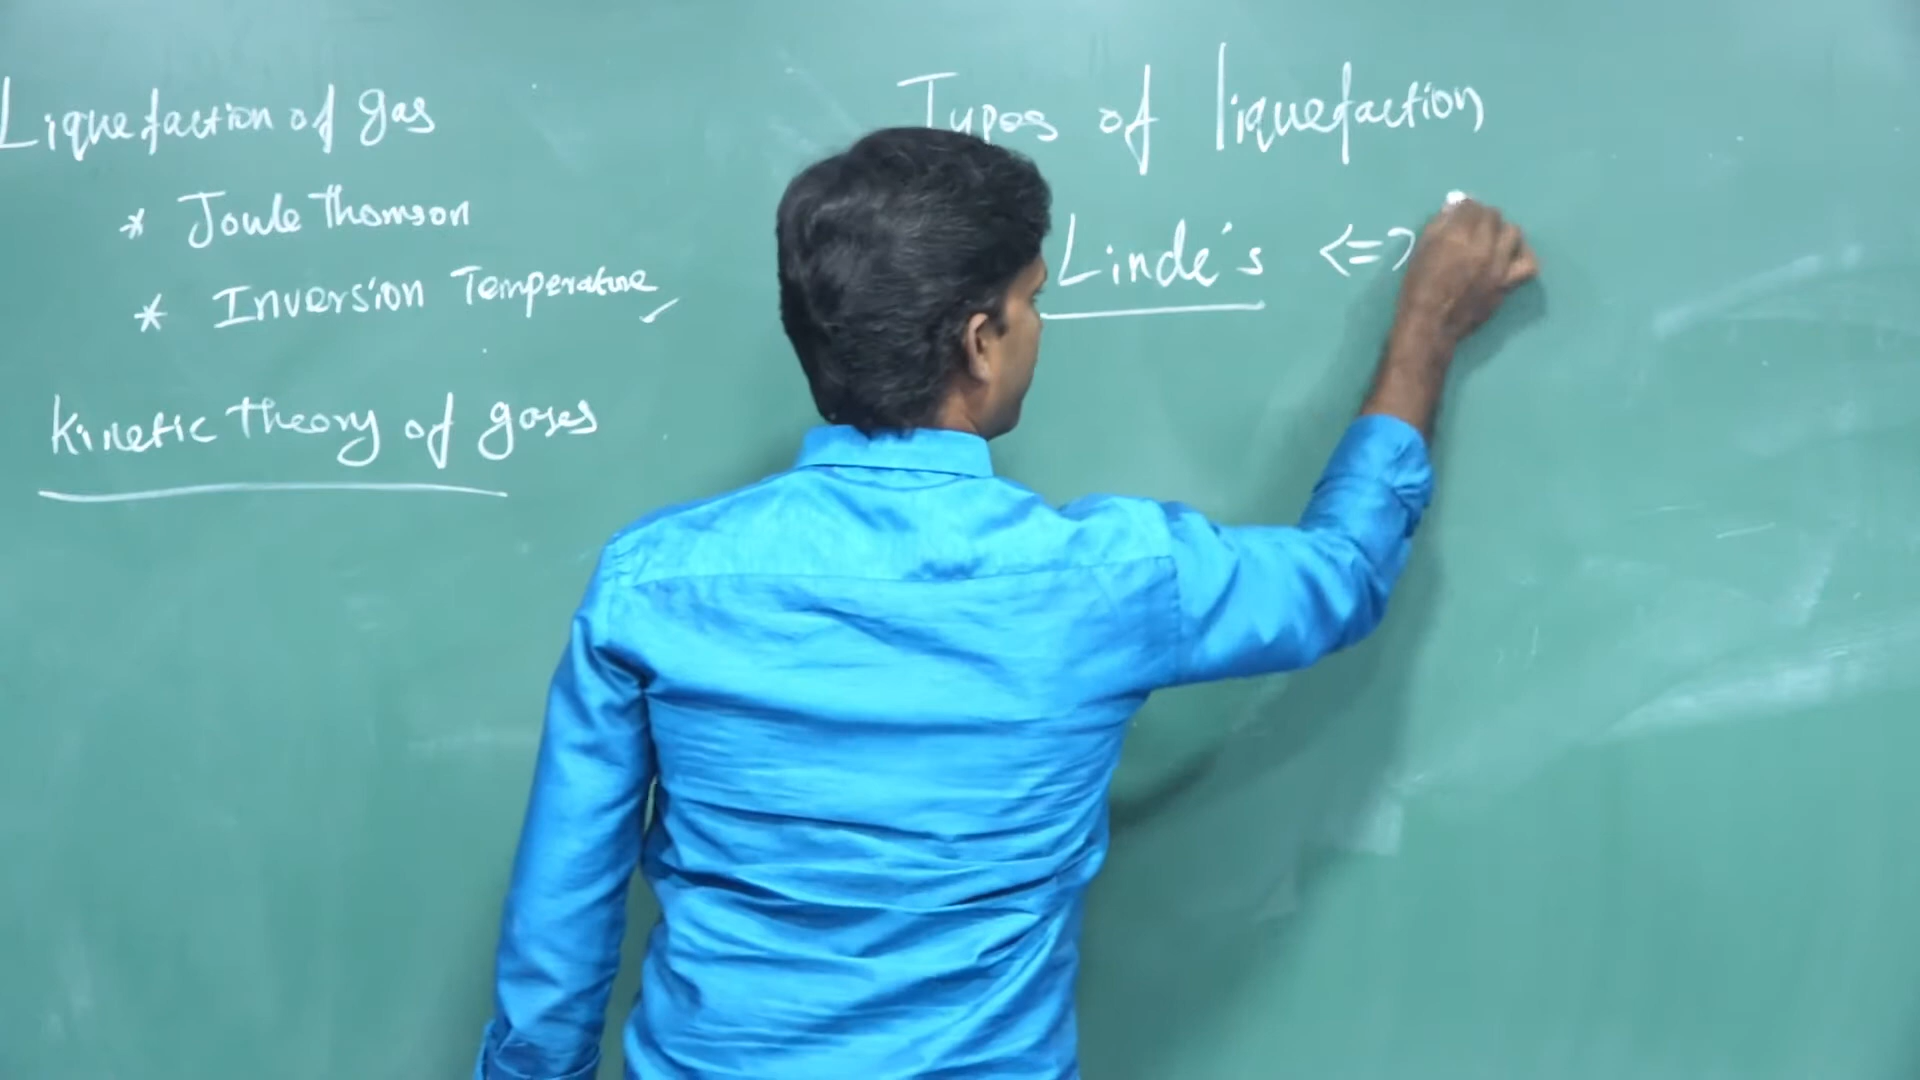 Liquefaction of gas
* Joule Thomson
* Inversion Temperature ✓
Kinetic theory of gases
Types of liquefaction
Linde's <=>